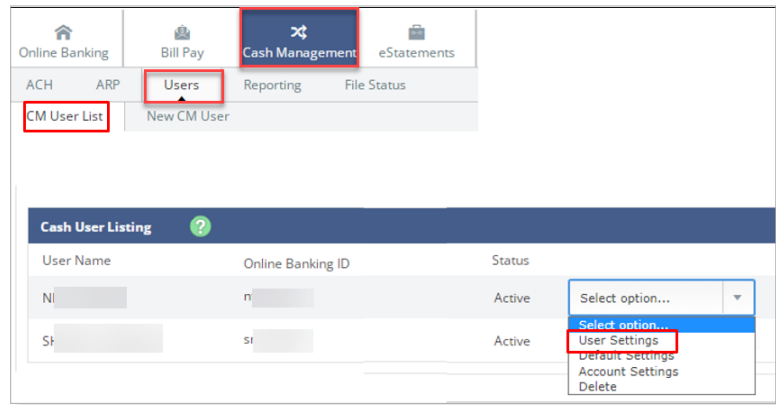 Online Banking Bill Pay Cash Management eStatements
ACH ARP Users Reporting File Status
CM User List New CM User
Cash User Listing ?
User Name Online Banking ID Status
Active Select option...
Select option...
User Settings
Active Default Settings
Account Settings
Delete